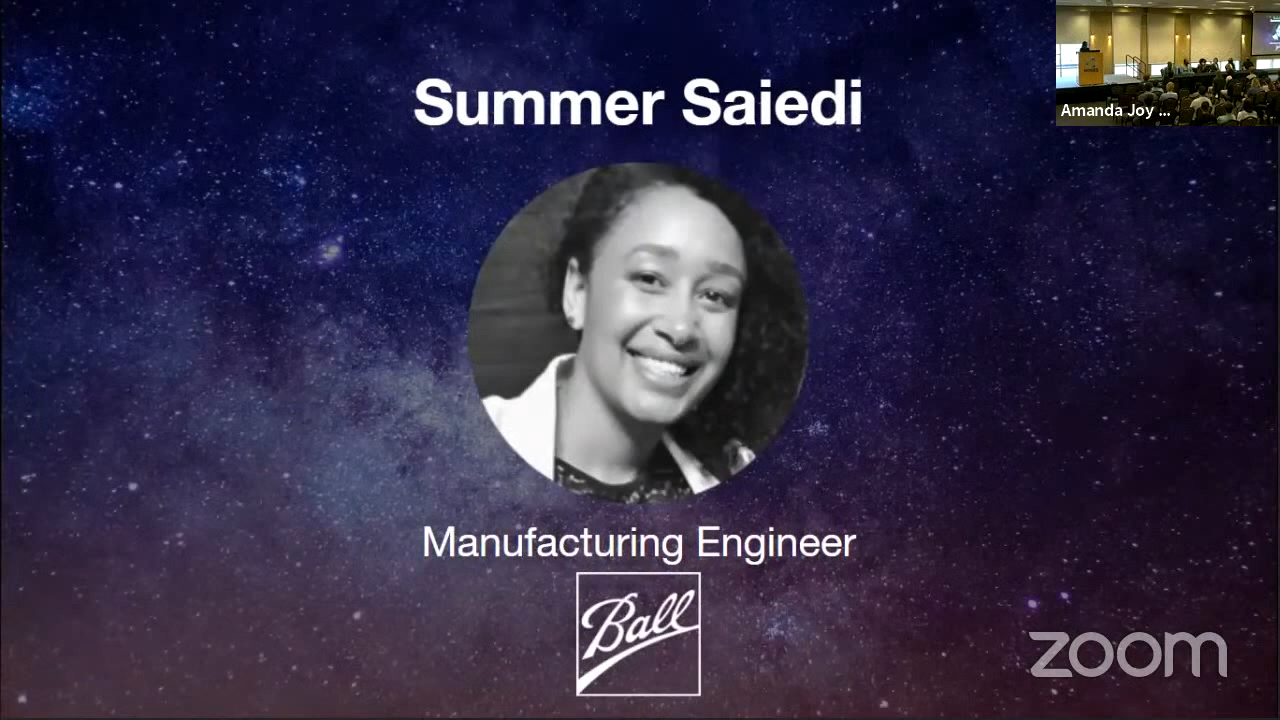 Summer Saiedi
Amanda Joy ...
Manufacturing Engineer
Ball
zoom